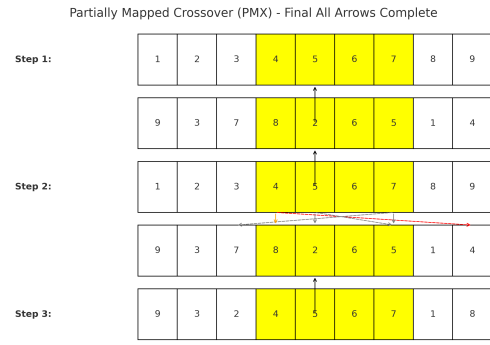 Partially Mapped Crossover (PMX) - Final All Arrows Complete
Step 1: 1 2 3 4 5 6 7 8 9
9 3 7 8 2 6 5 1 4
Step 2: 1 2 3 4 5 6 7 8 9
9 3 7 8 2 6 5 1 4
Step 3: 9 3 2 4 5 6 7 1 8